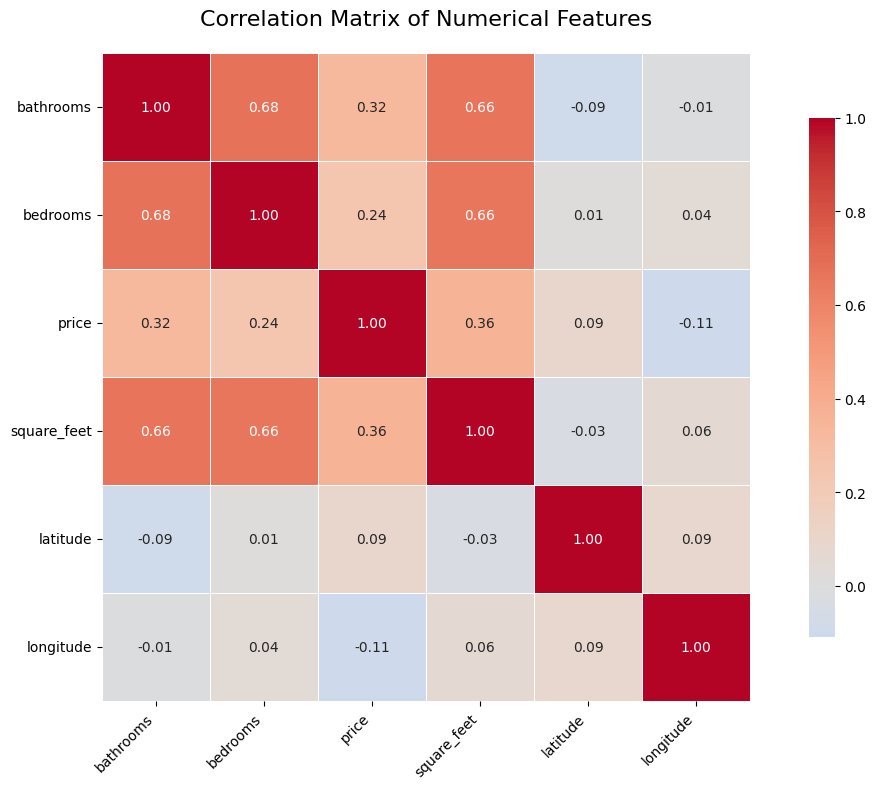 Correlation Matrix of Numerical Features
bathrooms 1.00 0.68 0.32 0.66 -0.09 -0.01
bedrooms 0.68 1.00 0.24 0.66 0.01 0.04
price 0.32 0.24 1.00 0.36 0.09 -0.11
square_feet 0.66 0.66 0.36 1.00 -0.03 0.06
latitude -0.09 0.01 0.09 -0.03 1.00 0.09
longitude -0.01 0.04 -0.11 0.06 0.09 1.00
bathrooms bedrooms price square_feet latitude longitude
1.0
0.8
0.6
0.4
0.2
0.0